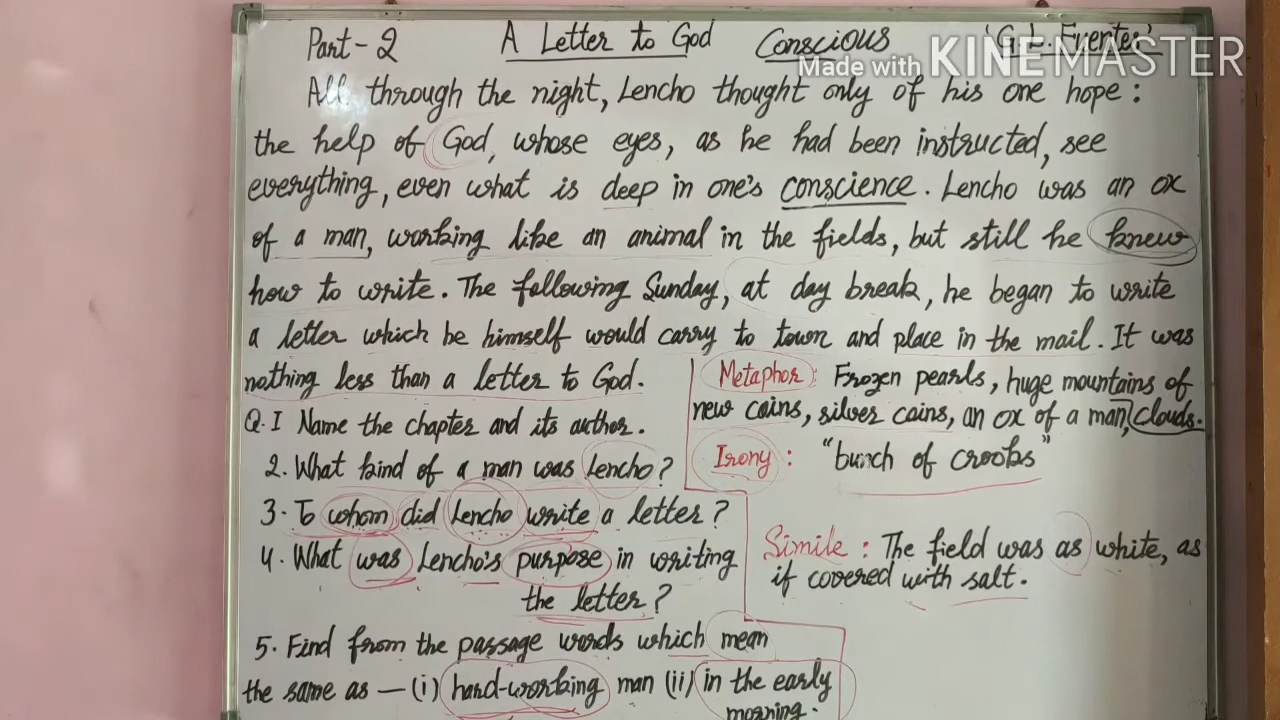 Part-2 A Letter to God Conscious 'G.L. Fuentes'
Made with KINEMASTER
All through the night, Lencho thought only of his one hope:
the help of God, whose eyes, as he had been instructed, see
everything, even what is deep in one's conscience. Lencho was an ox
of a man, working like an animal in the fields, but still he knew
how to write. The following Sunday, at day break, he began to write
a letter which he himself would carry to town and place in the mail. It was
nothing less than a letter to God.
Metaphor: Frozen pearls, huge mountains of
new coins, silver coins, an ox of a man, clouds.
Irony: "bunch of crooks"
Simile: The field was as white, as
if covered with salt.
Q.1 Name the chapter and its author.
2. What kind of a man was Lencho?
3. To whom did Lencho write a letter?
4. What was Lencho's purpose in writing
the letter?
5. Find from the passage words which mean
the same as — (i) hard-working man (ii) in the early
morning.